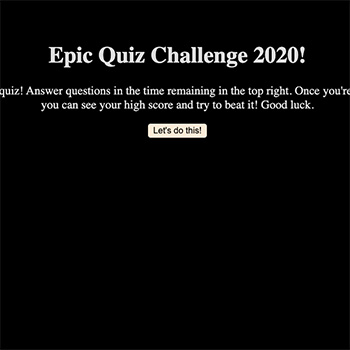 Epic Quiz Challenge 2020!
quiz! Answer questions in the time remaining in the top right. Once you're
you can see your high score and try to beat it! Good luck.
Let's do this!